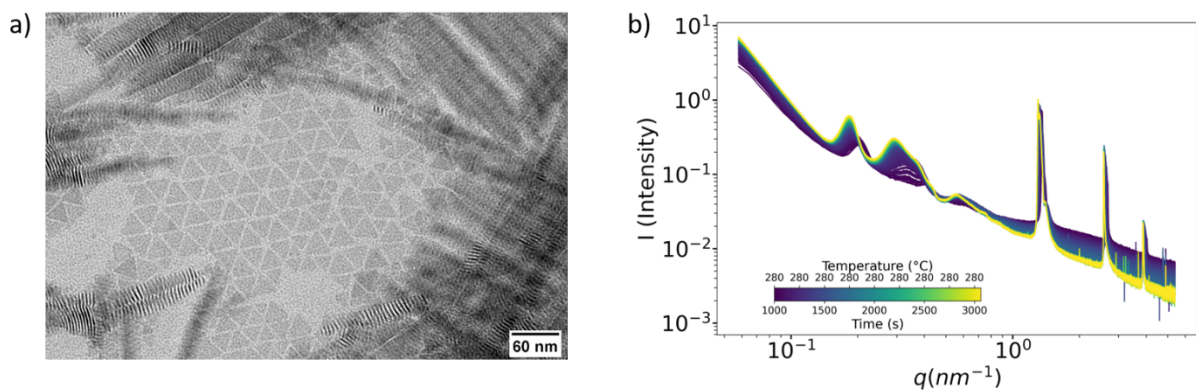 a)
60 nm
b)
I (Intensity)
10¹
10⁰
10⁻¹
10⁻²
10⁻³
Temperature (°C)
280 280 280 280 280 280 280 280 280
1000 1500 2000 2500 3000
Time (s)
10⁻¹ 10⁰
q(nm⁻¹)